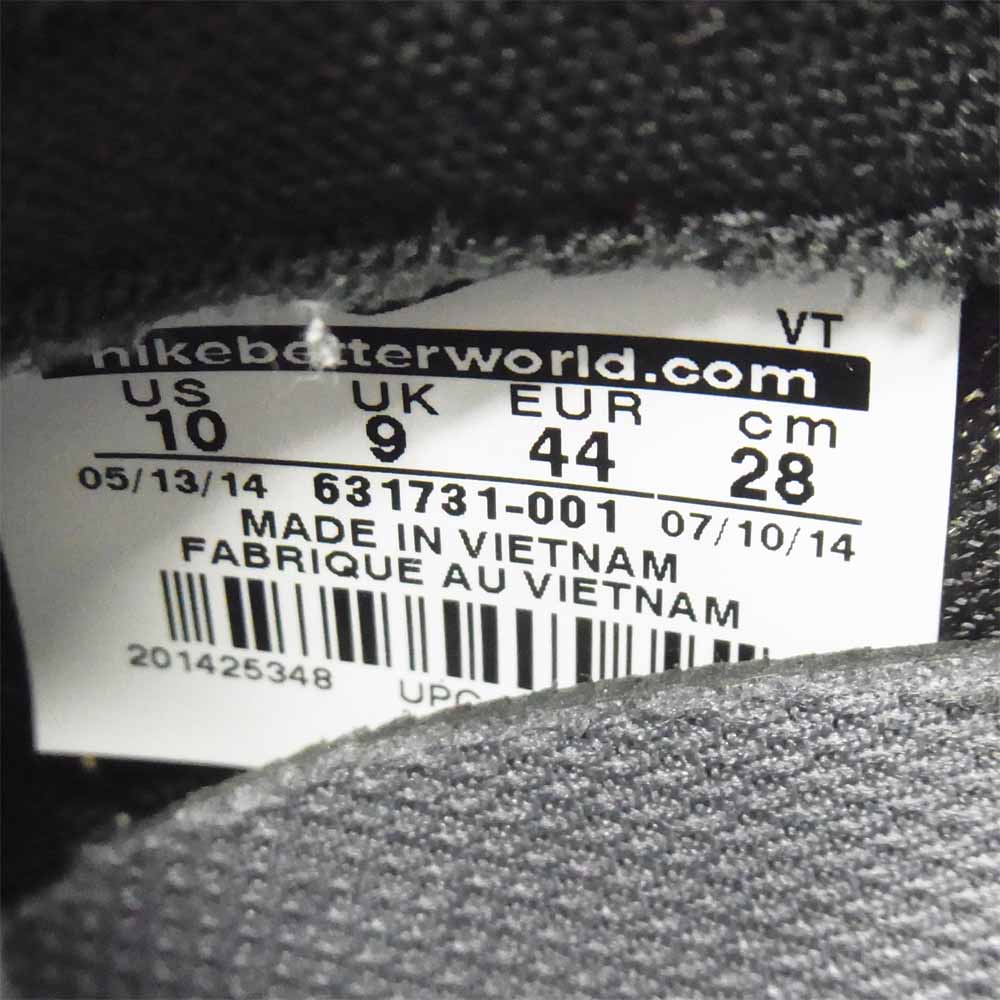 VT
nikebetterworld.com
US UK EUR cm
10 9 44 28
05/13/14 631731-001 07/10/14
MADE IN VIETNAM
FABRIQUE AU VIETNAM
201425348 UPC